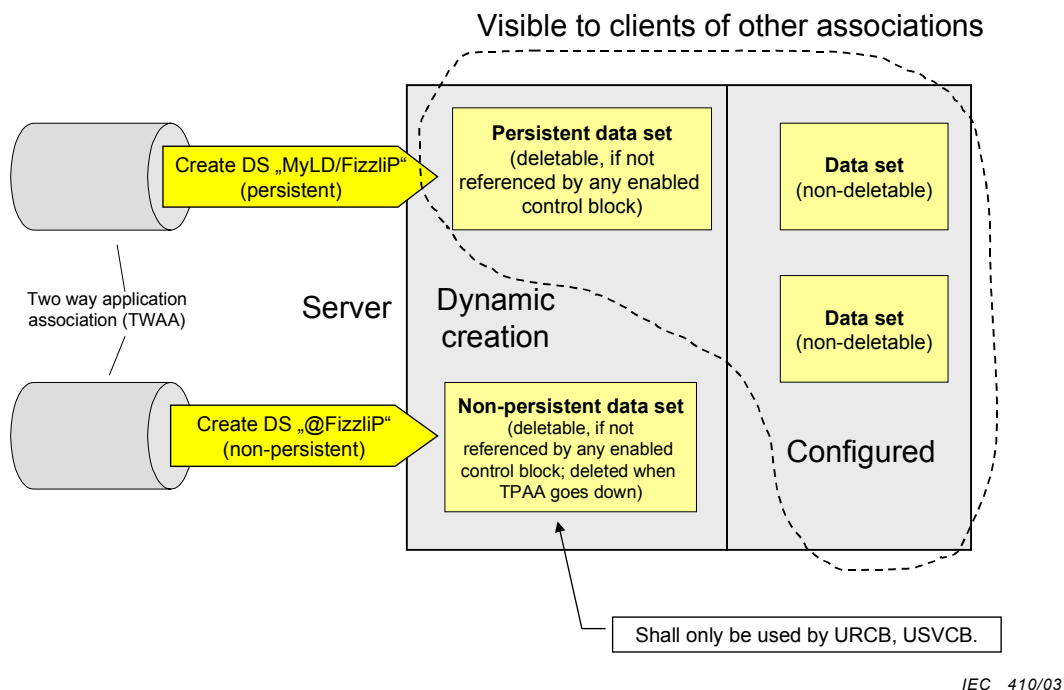 Visible to clients of other associations
Create DS „MyLD/FizzliP“
(persistent)
Persistent data set
(deletable, if not
referenced by any enabled
control block)
Data set
(non-deletable)
Two way application
association (TWAA)
Server
Dynamic
creation
Data set
(non-deletable)
Create DS „@FizzliP“
(non-persistent)
Non-persistent data set
(deletable, if not
referenced by any enabled
control block; deleted when
TPAA goes down)
Configured
Shall only be used by URCB, USVCB.
IEC 410/03